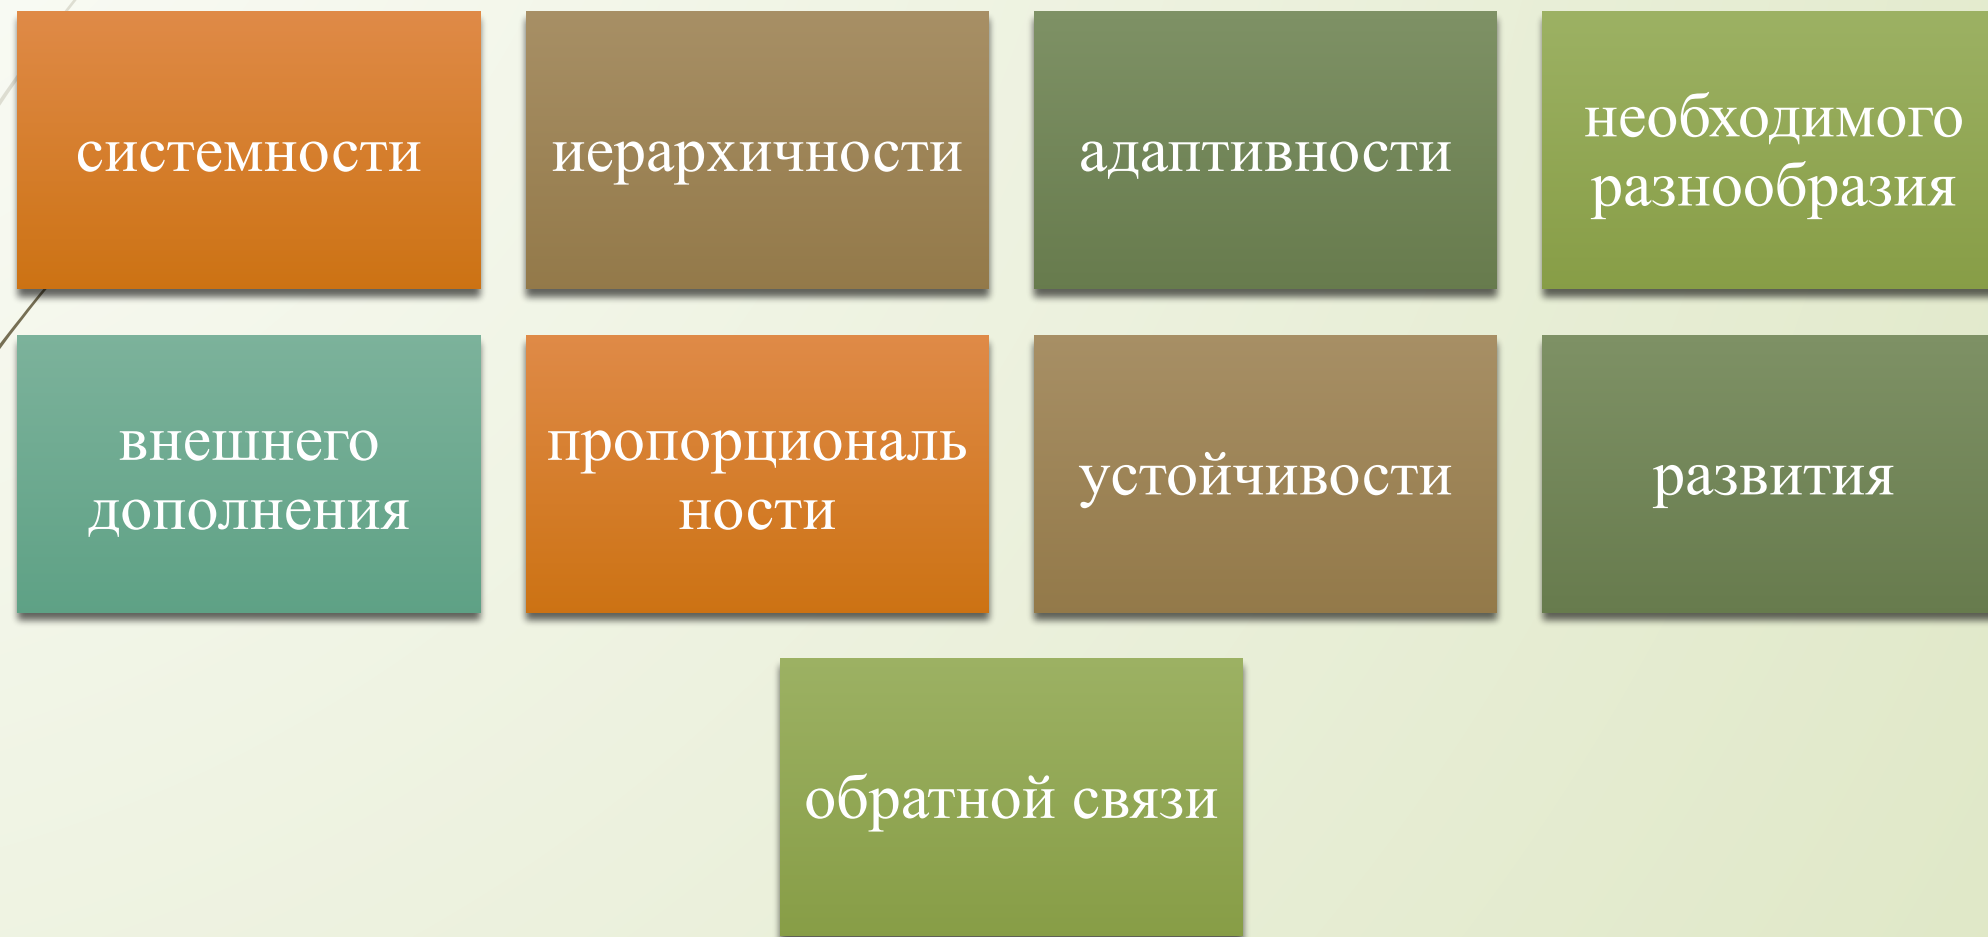 системности
иерархичности
адаптивности
необходимого
разнообразия
внешнего
дополнения
пропорциональ
ности
устойчивости
развития
обратной связи